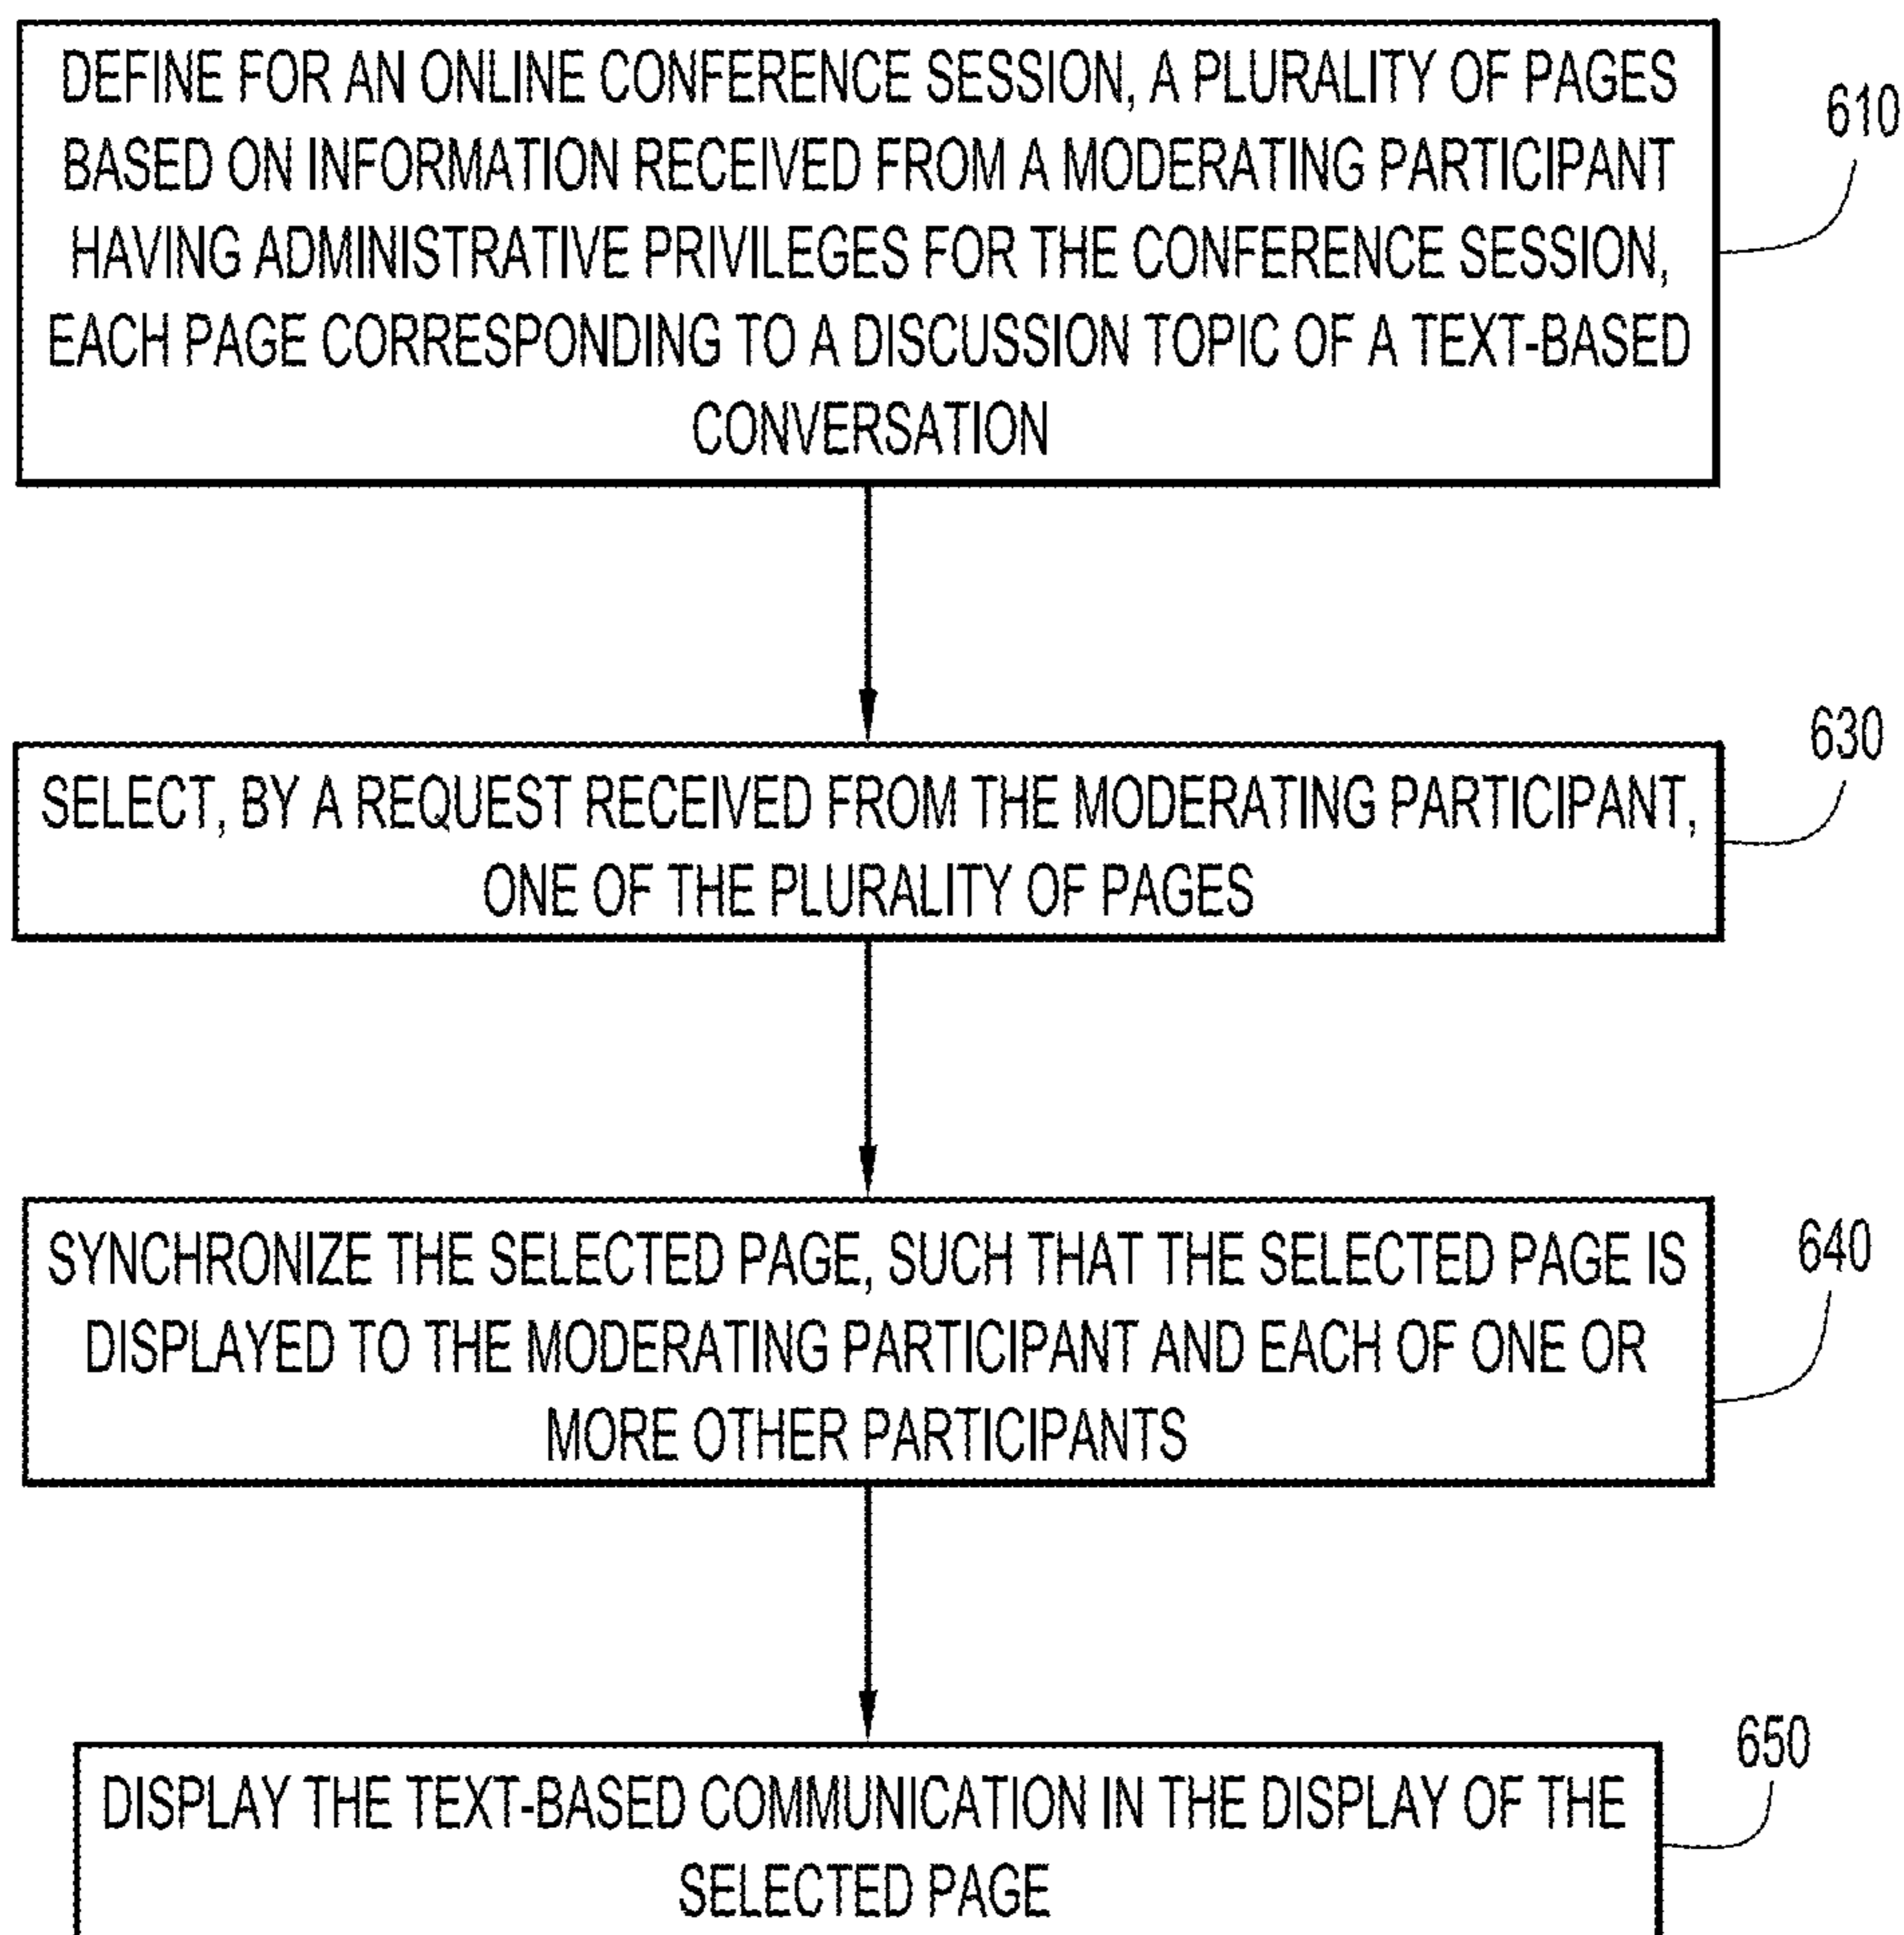 DEFINE FOR AN ONLINE CONFERENCE SESSION, A PLURALITY OF PAGES
BASED ON INFORMATION RECEIVED FROM A MODERATING PARTICIPANT
HAVING ADMINISTRATIVE PRIVILEGES FOR THE CONFERENCE SESSION,
EACH PAGE CORRESPONDING TO A DISCUSSION TOPIC OF A TEXT-BASED
CONVERSATION
610
SELECT, BY A REQUEST RECEIVED FROM THE MODERATING PARTICIPANT,
ONE OF THE PLURALITY OF PAGES
630
SYNCHRONIZE THE SELECTED PAGE, SUCH THAT THE SELECTED PAGE IS
DISPLAYED TO THE MODERATING PARTICIPANT AND EACH OF ONE OR
MORE OTHER PARTICIPANTS
640
DISPLAY THE TEXT-BASED COMMUNICATION IN THE DISPLAY OF THE
SELECTED PAGE
650